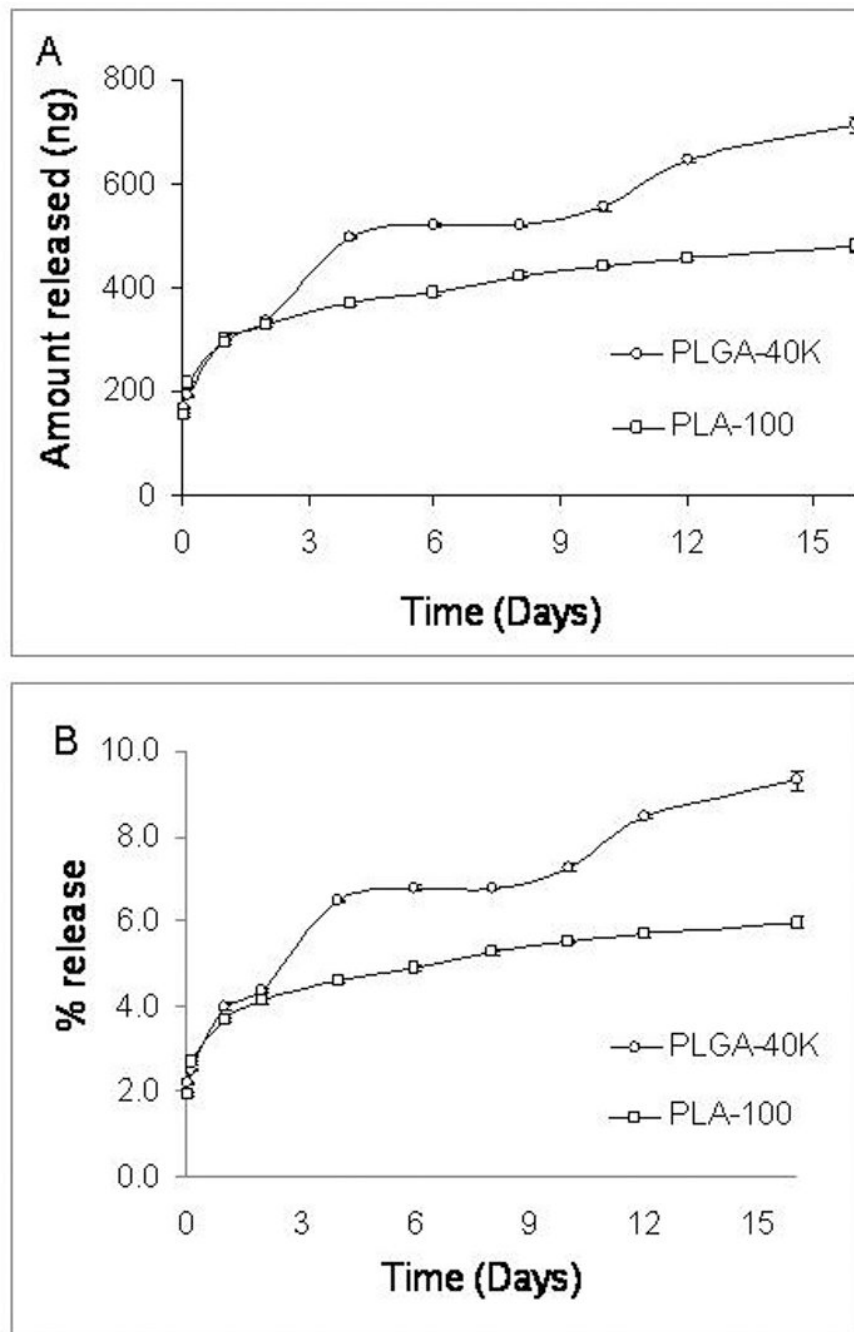 A
Amount released (ng)
800
600
400
200
0
0 3 6 9 12 15
Time (Days)
PLGA-40K
PLA-100
B
% release
10.0
8.0
6.0
4.0
2.0
0.0
0 3 6 9 12 15
Time (Days)
PLGA-40K
PLA-100